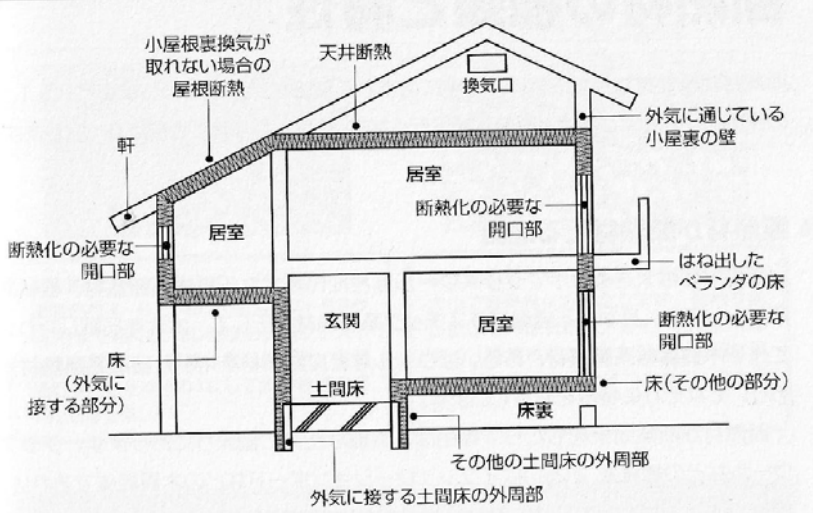 小屋根裏換気が
取れない場合の
屋根断熱
天井断熱
換気口
外気に通じている
小屋裏の壁
軒
居室
断熱化の必要な
開口部
居室
断熱化の必要な
開口部
はね出した
ベランダの床
玄関
居室
断熱化の必要な
開口部
床
(外気に
接する部分)
土間床
床(その他の部分)
床裏
その他の土間床の外周部
外気に接する土間床の外周部